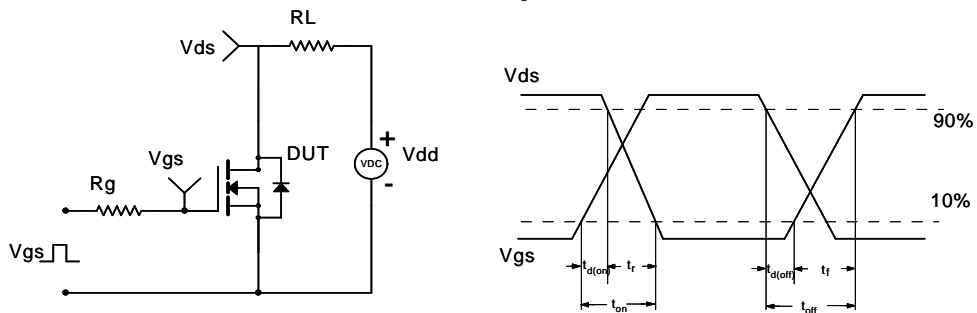 RL
Vds
Vds
90%
+
Vdd
VDC
-
DUT
Vgs
Rg
10%
Vgs
Vgs
td(on)
tr
td(off)
tf
ton
toff